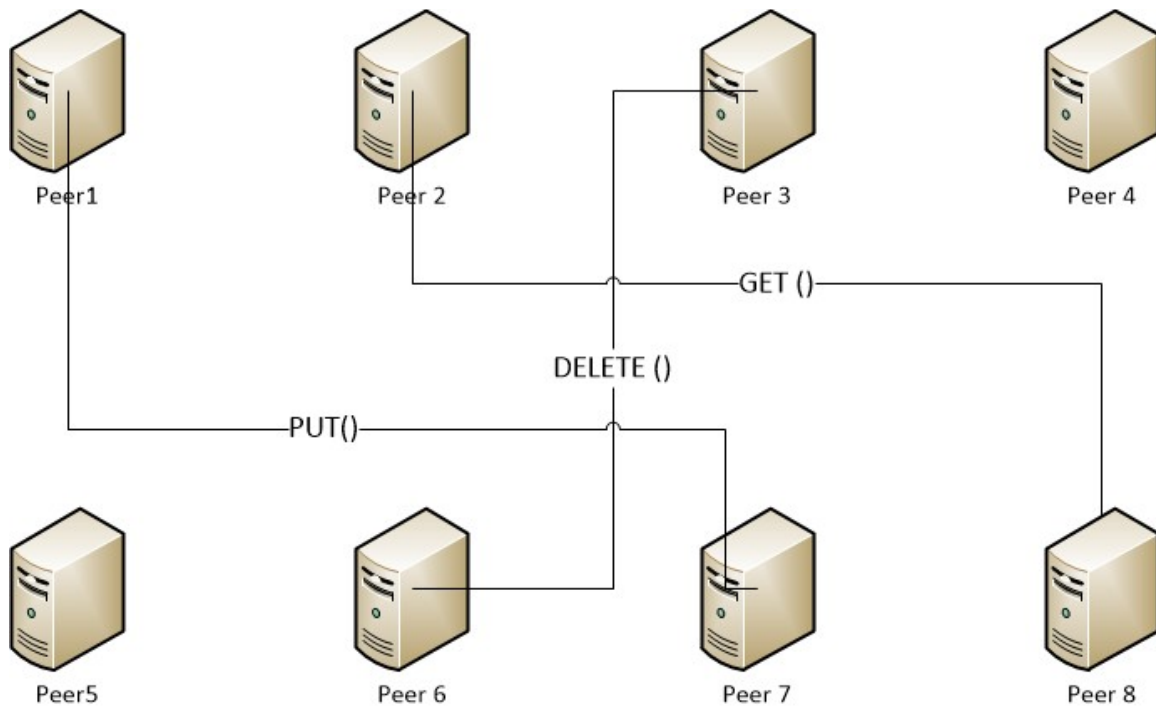 Peer1
Peer 2
Peer 3
Peer 4
GET ()
DELETE ()
PUT()
Peer5
Peer 6
Peer 7
Peer 8